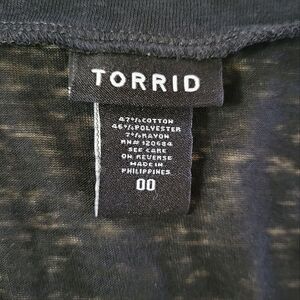 TORRID
47% COTTON
46% POLYESTER
7% RAYON
RN# 120684
SEE CARE
ON REVERSE
MADE IN
PHILIPPINES
00